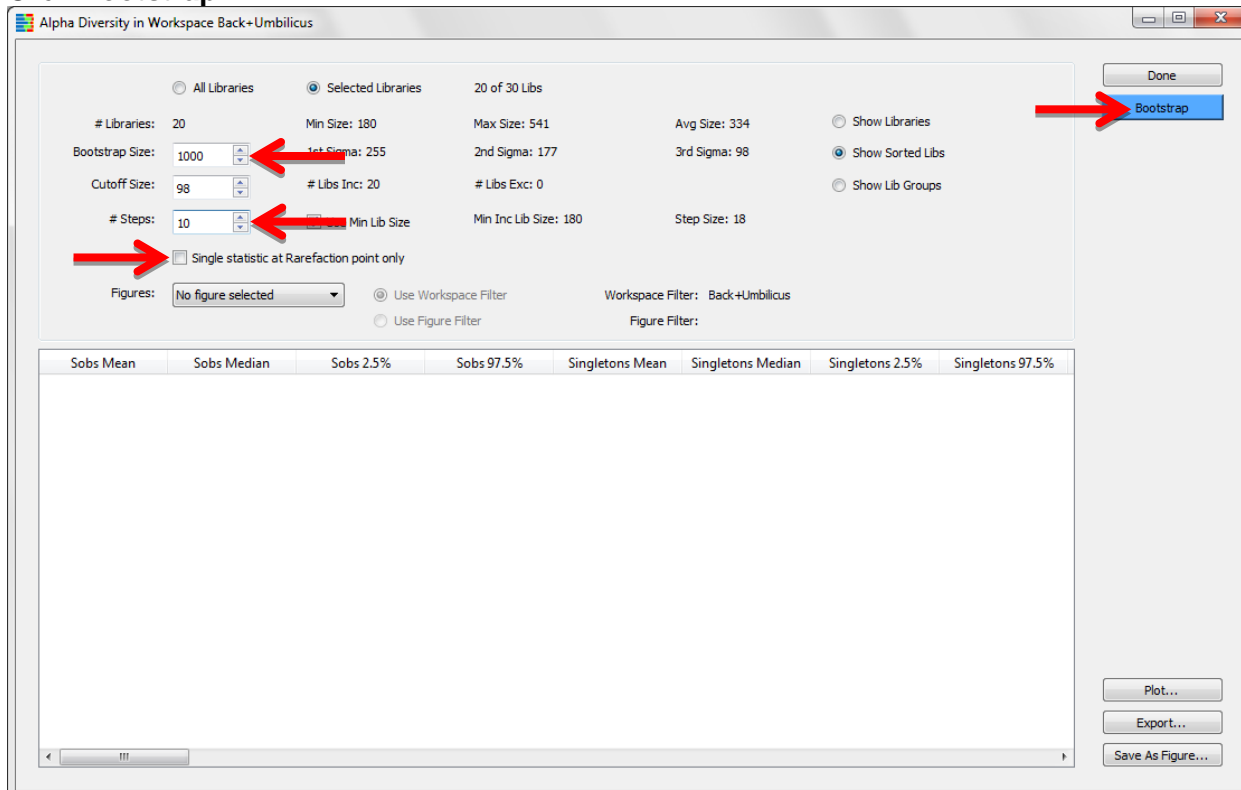 Alpha Diversity in Workspace Back+Umbilicus
All Libraries Selected Libraries 20 of 30 Libs Done
Bootstrap
# Libraries: 20 Min Size: 180 Max Size: 541 Avg Size: 334 Show Libraries
Bootstrap Size: 1000 1st Sigma: 255 2nd Sigma: 177 3rd Sigma: 98 Show Sorted Libs
Cutoff Size: 98 # Libs Inc: 20 # Libs Exc: 0 Show Lib Groups
# Steps: 10 Min Lib Size Min Inc Lib Size: 180 Step Size: 18
Single statistic at Rarefaction point only
Figures: No figure selected Use Workspace Filter Workspace Filter: Back+Umbilicus
Use Figure Filter Figure Filter:
Sobs Mean Sobs Median Sobs 2.5% Sobs 97.5% Singletons Mean Singletons Median Singletons 2.5% Singletons 97.5%
Plot...
Export...
Save As Figure...